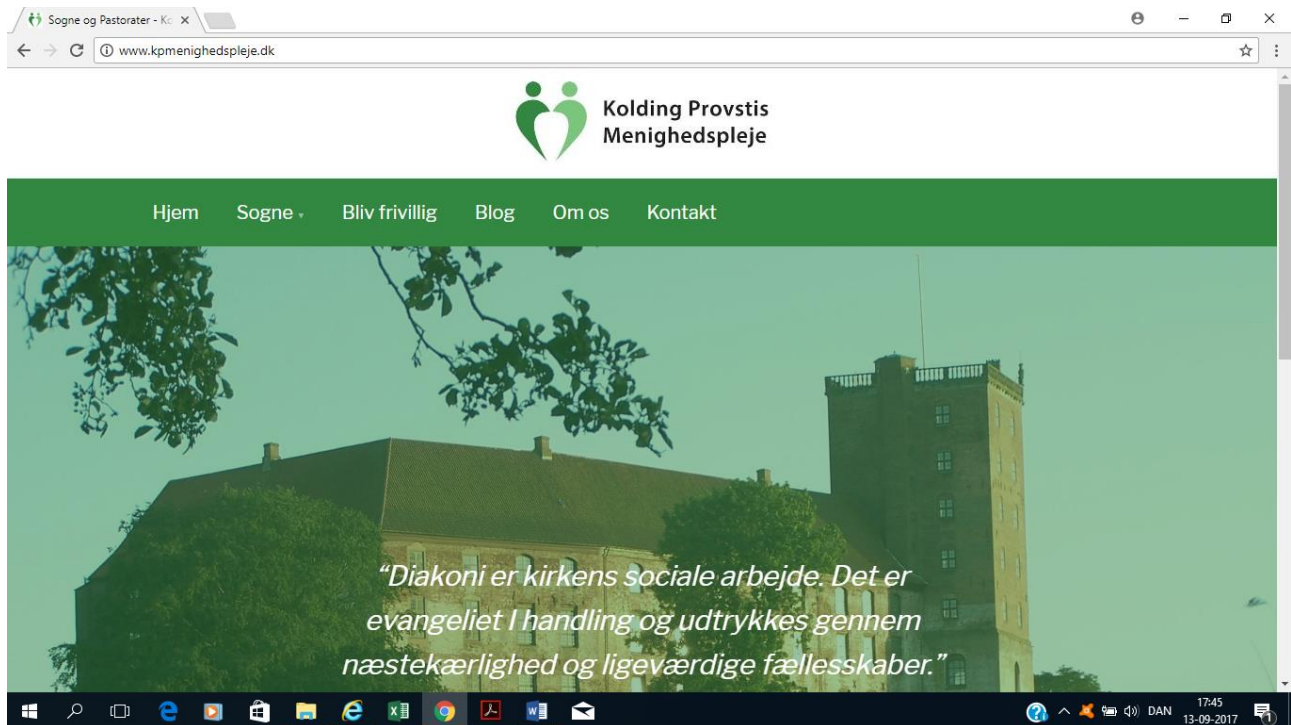 Sogne og Pastorater - Ko
www.kpmenighedspleje.dk
Kolding Provstis
Menighedspleje
Hjem Sogne Bliv frivillig Blog Om os Kontakt
“Diakoni er kirkens sociale arbejde. Det er
evangeliet I handling og udtrykkes gennem
næstekærlighed og ligeværdige fællesskaber.”
DAN
17:45
13-09-2017